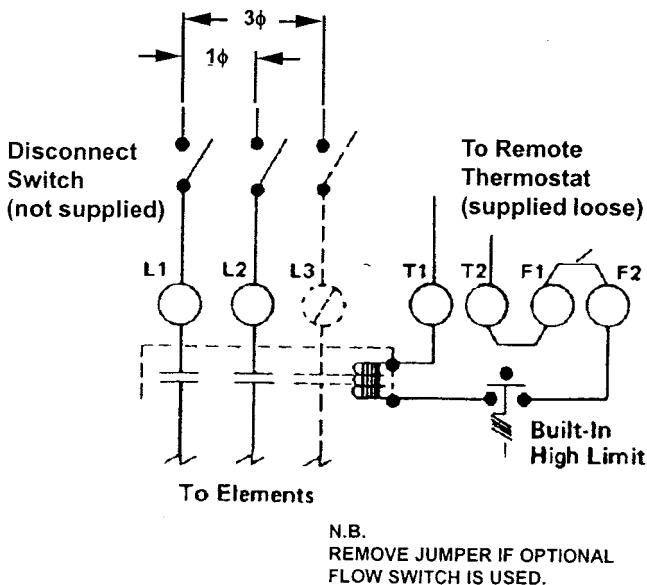 3ϕ
1ϕ
Disconnect
Switch
(not supplied)
To Remote
Thermostat
(supplied loose)
L1
L2
L3
T1
T2
F1
F2
Built-In
High Limit
To Elements
N.B.
REMOVE JUMPER IF OPTIONAL
FLOW SWITCH IS USED.